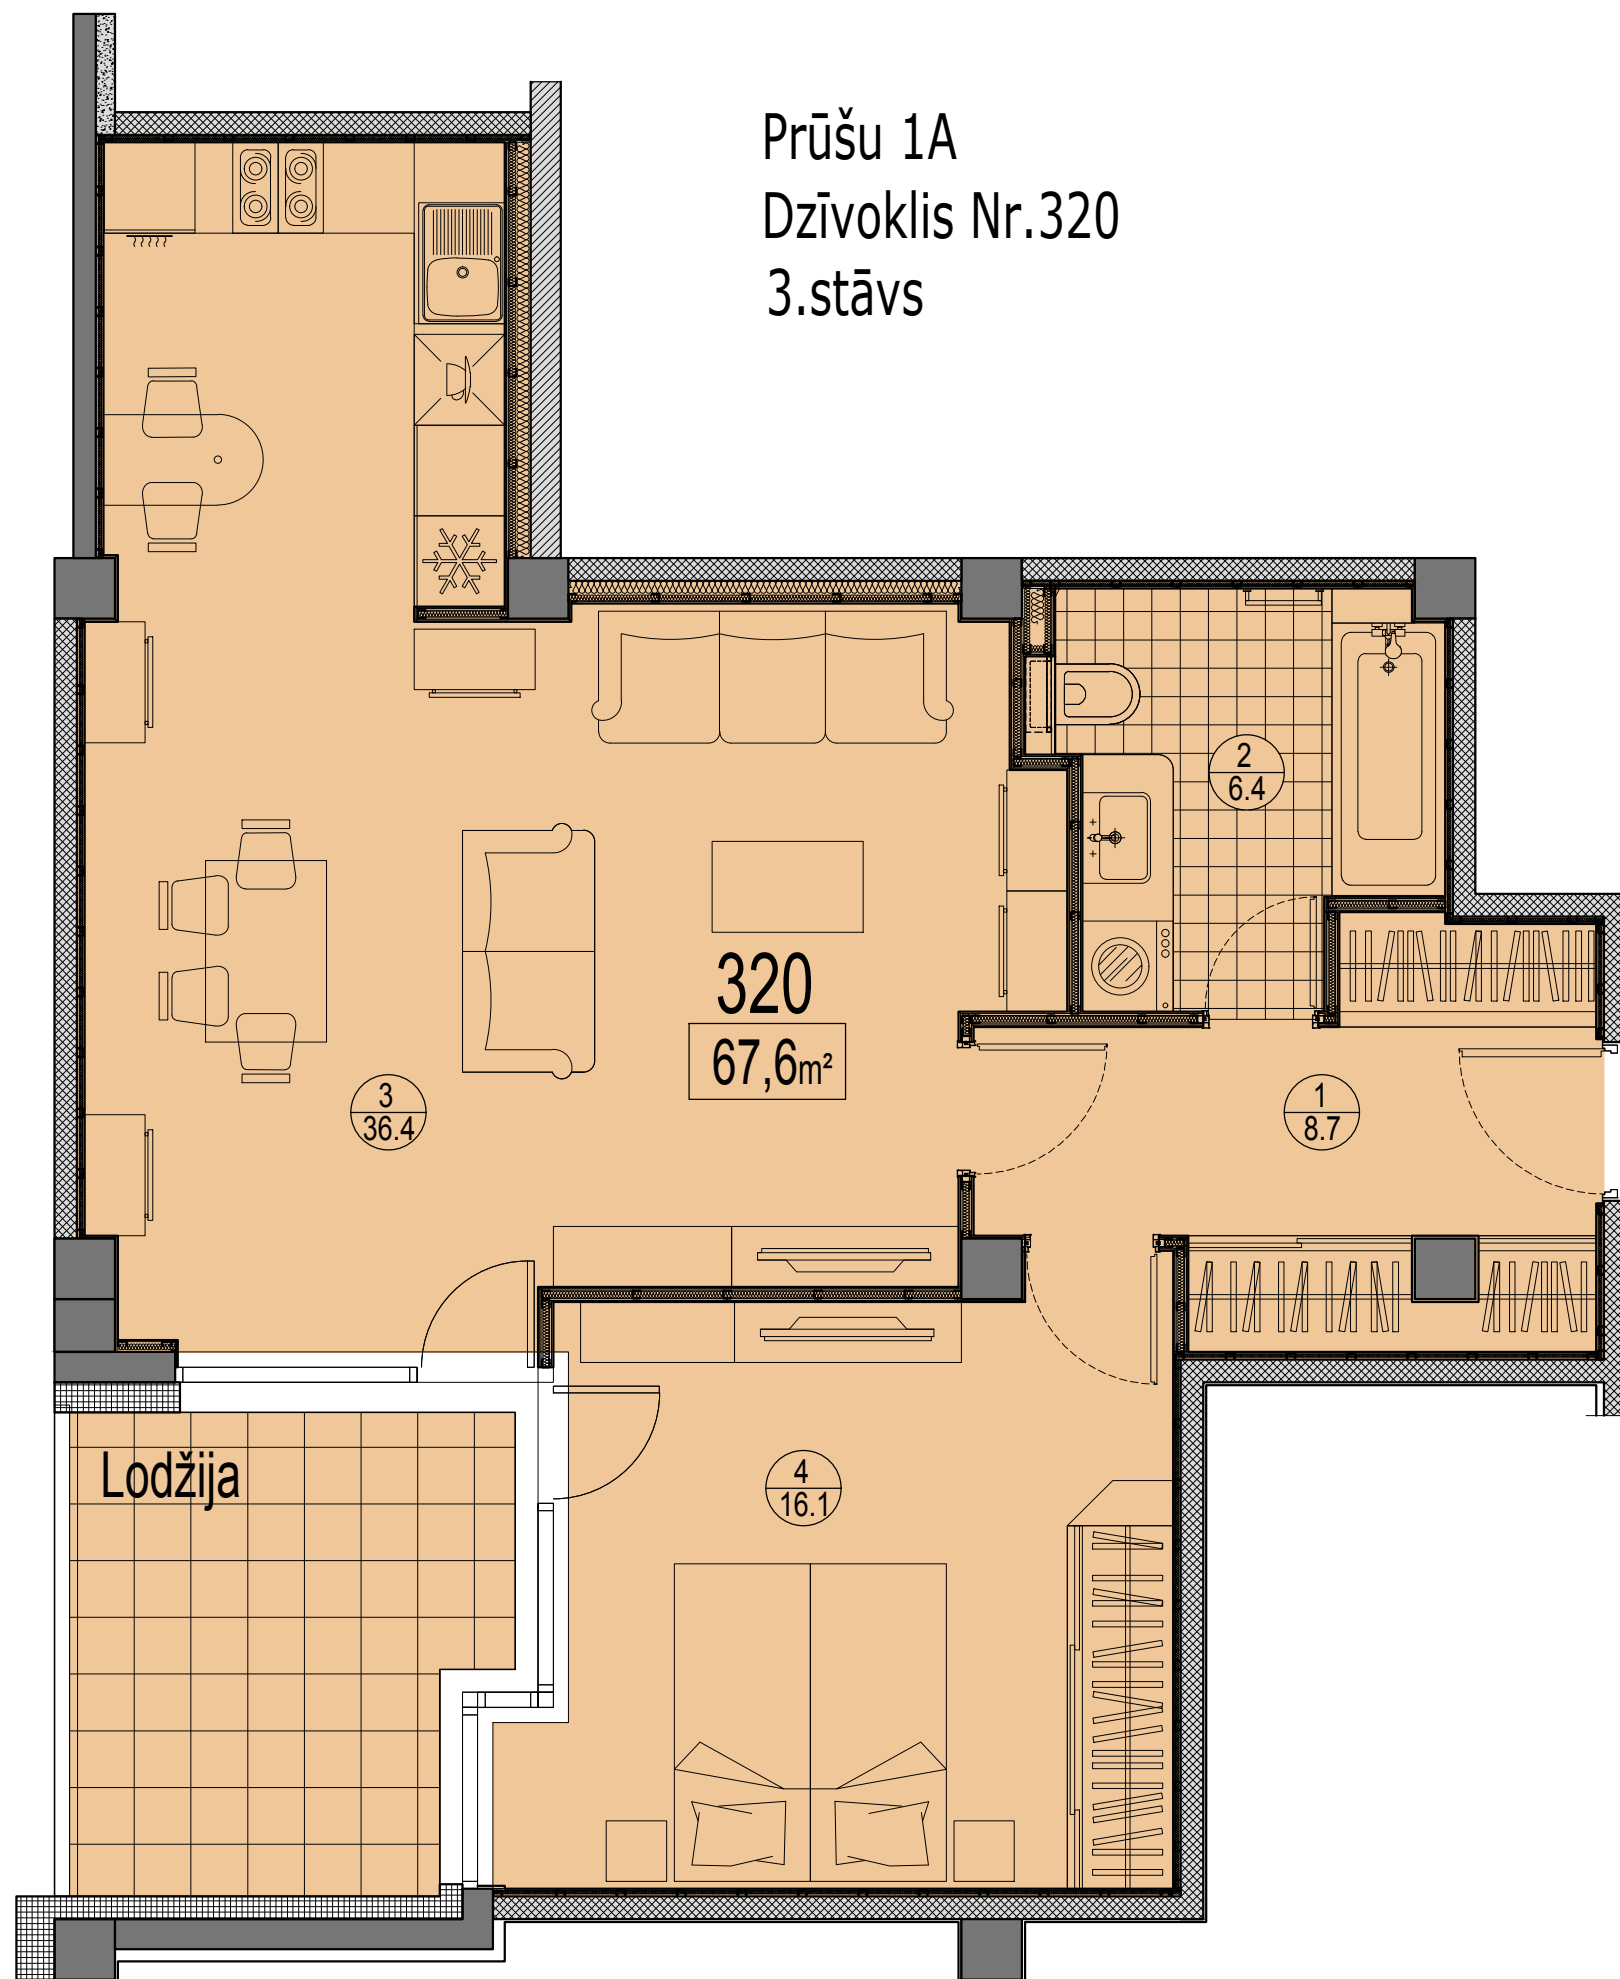 Prūšu 1A
Dzīvoklis Nr.320
3.stāvs
2
6.4
320
67,6m²
3
36.4
1
8.7
Lodžija
4
16.1